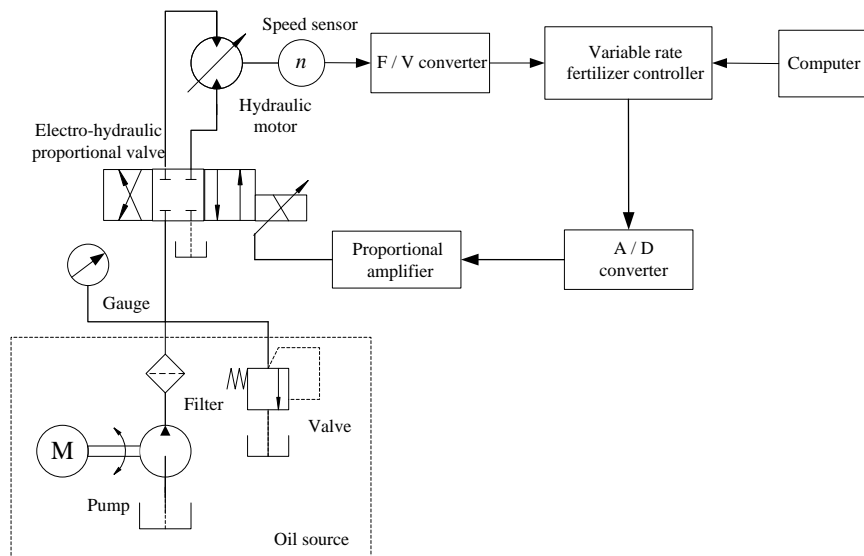 Speed sensor
n
F / V converter
Variable rate
fertilizer controller
Computer
Hydraulic
motor
Electro-hydraulic
proportional valve
Proportional
amplifier
A / D
converter
Gauge
Filter
Valve
M
Pump
Oil source